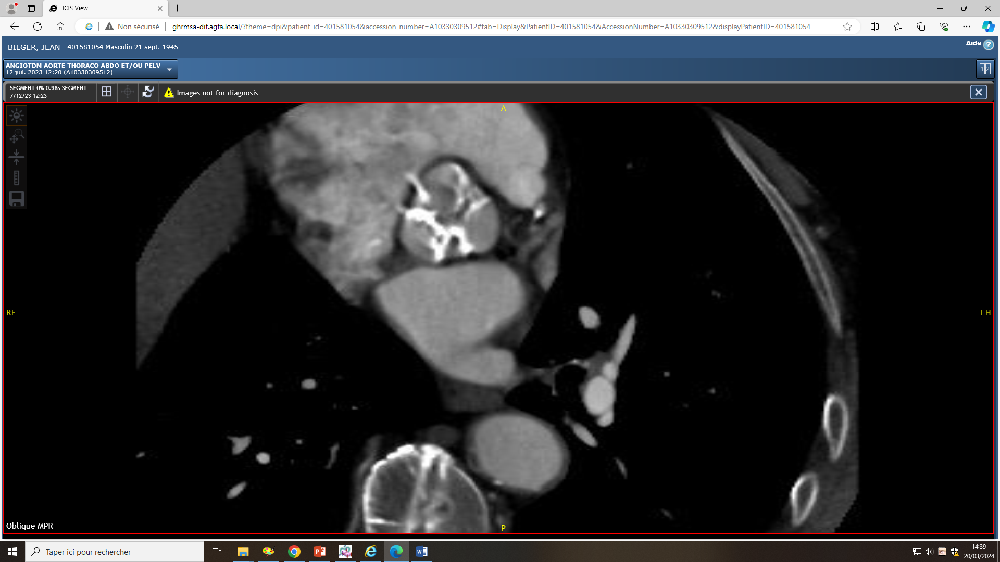 ICIS View
Non sécurisé
ghrmsa-dif.agfa.local/?theme=dpi&patient_id=401581054&accession_number=A10330309512#tab=Display&PatientID=401581054&AccessionNumber=A10330309512&displayPatientID=401581054
BILGER, JEAN | 401581054 Masculin 21 sept. 1945
Aide ?
ANGIOTDM AORTE THORACO ABDO ET/OU PELV
12 juil. 2023 12:20 (A10330309512)
1 2
SEGMENT 0% 0.98s SEGMENT
7/12/23 12:23
Images not for diagnosis
A
RF
LH
Oblique MPR
P
Taper ici pour rechercher
14:39
20/03/2024